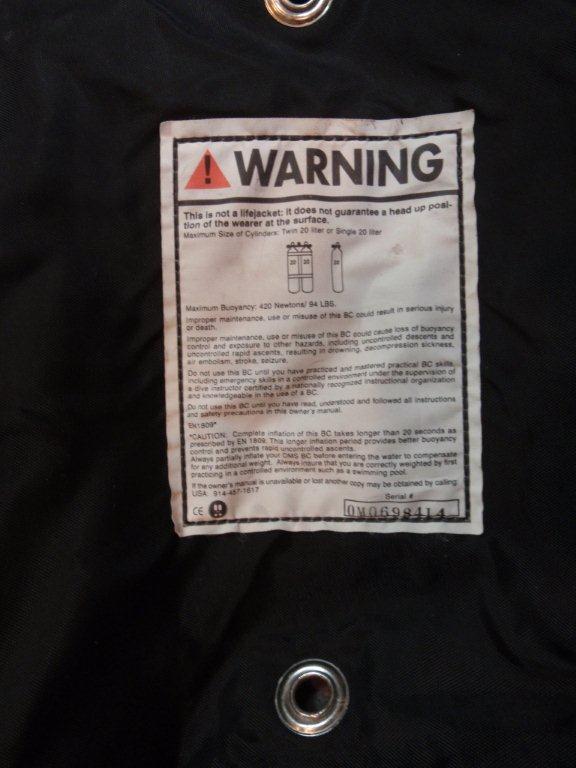 WARNING
This is not a lifejacket: It does not guarantee a head up posi-
tion of the wearer at the surface.
Maximum Size of Cylinders: Twin 20 liter or Single 20 liter
20 20 20
Maximum Buoyancy: 420 Newtons/ 94 LBS.
Improper maintenance, use or misuse of this BC could result in serious injury
or death.
Improper maintenance, use or misuse of this BC could cause loss of buoyancy
control and exposure to other hazards, including uncontrolled descents and
uncontrolled rapid ascents, resulting in drowning, decompression sickness,
air embolism, stroke, seizure.
Do not use this BC until you have practiced and mastered practical BC skills,
including emergency skills in a controlled environment under the supervision of
a dive instructor certified by a nationally recognized instructional organization
and knowledgeable in the use of a BC.
Do not use this BC until you have read, understood and followed all instructions
and safety precautions in this owner's manual.
EN1809*
*CAUTION: Complete inflation of this BC takes longer than 20 seconds as
prescribed by EN 1809. This longer inflation period provides better buoyancy
control and prevents rapid uncontrolled ascents.
Always partially inflate your OMS BC before entering the water to compensate
for any additional weight. Always insure that you are correctly weighted by first
practicing in a controlled environment such as a swimming pool.
If the owner's manual is unavailable or lost another copy may be obtained by calling:
USA: 914-457-1617
Serial #
CE 0M0698414